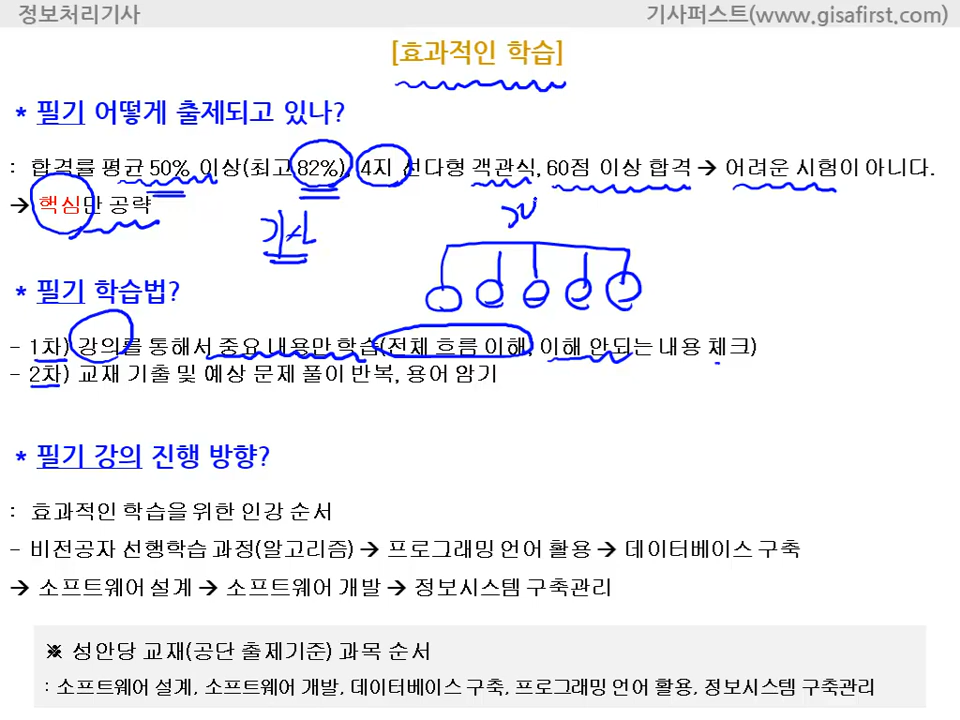 정보처리기사
기사퍼스트(www.gisafirst.com)
[효과적인 학습]
* 필기 어떻게 출제되고 있나?
: 합격률 평균 50% 이상(최고 82%), 4지 선다형 객관식, 60점 이상 합격 → 어려운 시험이 아니다.
→ 핵심만 공략
기사
* 필기 학습법?
- 1차) 강의를 통해서 중요 내용만 학습(전체 흐름 이해, 이해 안되는 내용 체크)
- 2차) 교재 기출 및 예상 문제 풀이 반복, 용어 암기
* 필기 강의 진행 방향?
: 효과적인 학습을 위한 인강 순서
- 비전공자 선행학습 과정(알고리즘) → 프로그래밍 언어 활용 → 데이터베이스 구축
→ 소프트웨어 설계 → 소프트웨어 개발 → 정보시스템 구축관리
※ 성안당 교재(공단 출제기준) 과목 순서
: 소프트웨어 설계, 소프트웨어 개발, 데이터베이스 구축, 프로그래밍 언어 활용, 정보시스템 구축관리